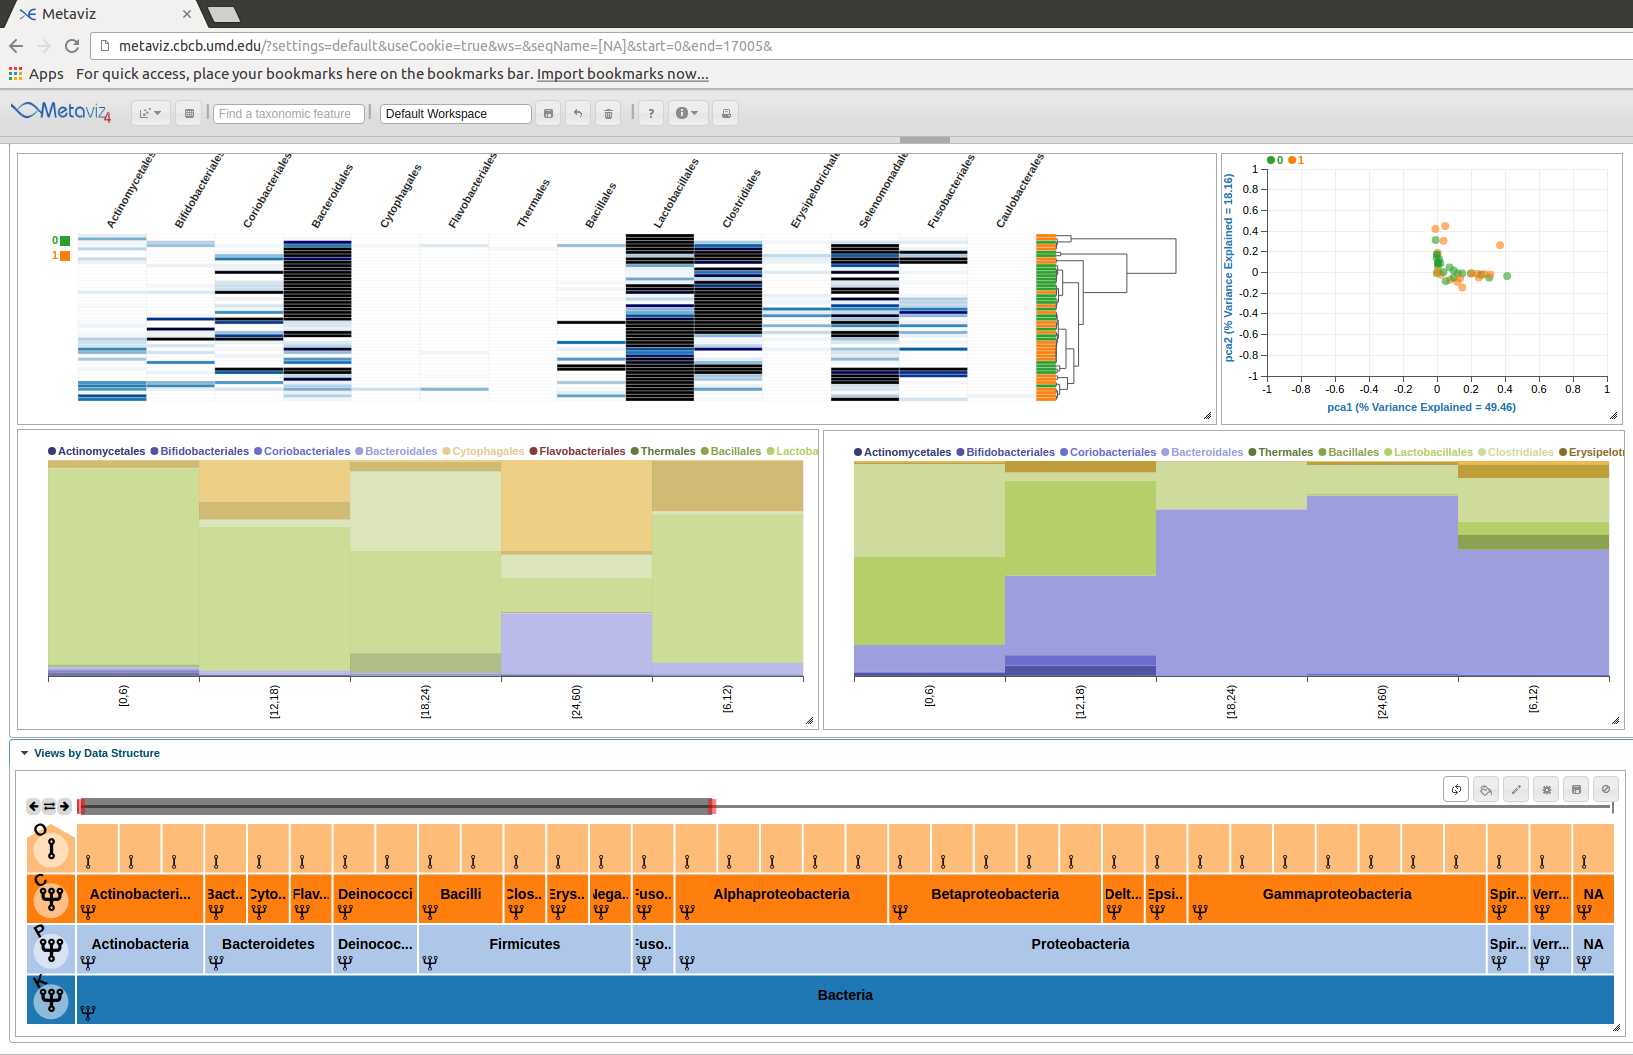 Metaviz
metaviz.cbcb.umd.edu/?settings=default&useCookie=true&ws=&seqName=[NA]&start=0&end=17005&
Apps For quick access, place your bookmarks here on the bookmarks bar. Import bookmarks now...
Metaviz4 Find a taxonomic feature Default Workspace ?
Actinomycetales Bifidobacteriales Coriobacteriales Bacteroidales Cytophagales Flavobacteriales Thermales Bacillales Lactobacillales Clostridiales Erysipelotrichale Selenomonadale Fusobacteriales Caulobacterales
0
1
0 1
pca2 (% Variance Explained = 18.16)
1
0.8
0.6
0.4
0.2
0
-0.2
-0.4
-0.6
-0.8
-1
-1 -0.8 -0.6 -0.4 -0.2 0 0.2 0.4 0.6 0.8 1
pca1 (% Variance Explained = 49.46)
Actinomycetales Bifidobacteriales Coriobacteriales Bacteroidales Cytophagales Flavobacteriales Thermales Bacillales Lactoba
[0,6) [12,18) [18,24) [24,60) [6,12)
Actinomycetales Bifidobacteriales Coriobacteriales Bacteroidales Thermales Bacillales Lactobacillales Clostridiales Erysipelotr
[0,6) [12,18) [18,24) [24,60) [6,12)
Views by Data Structure
O
C Actinobacteri... Bact.. Cyto.. Flav.. Deinococci Bacilli Clos.. Erys.. Nega.. Fuso.. Alphaproteobacteria Betaproteobacteria Delt.. Epsi.. Gammaproteobacteria Spir... Verr... NA
P Actinobacteria Bacteroidetes Deinococ... Firmicutes Fuso.. Proteobacteria Spir... Verr... NA
K Bacteria